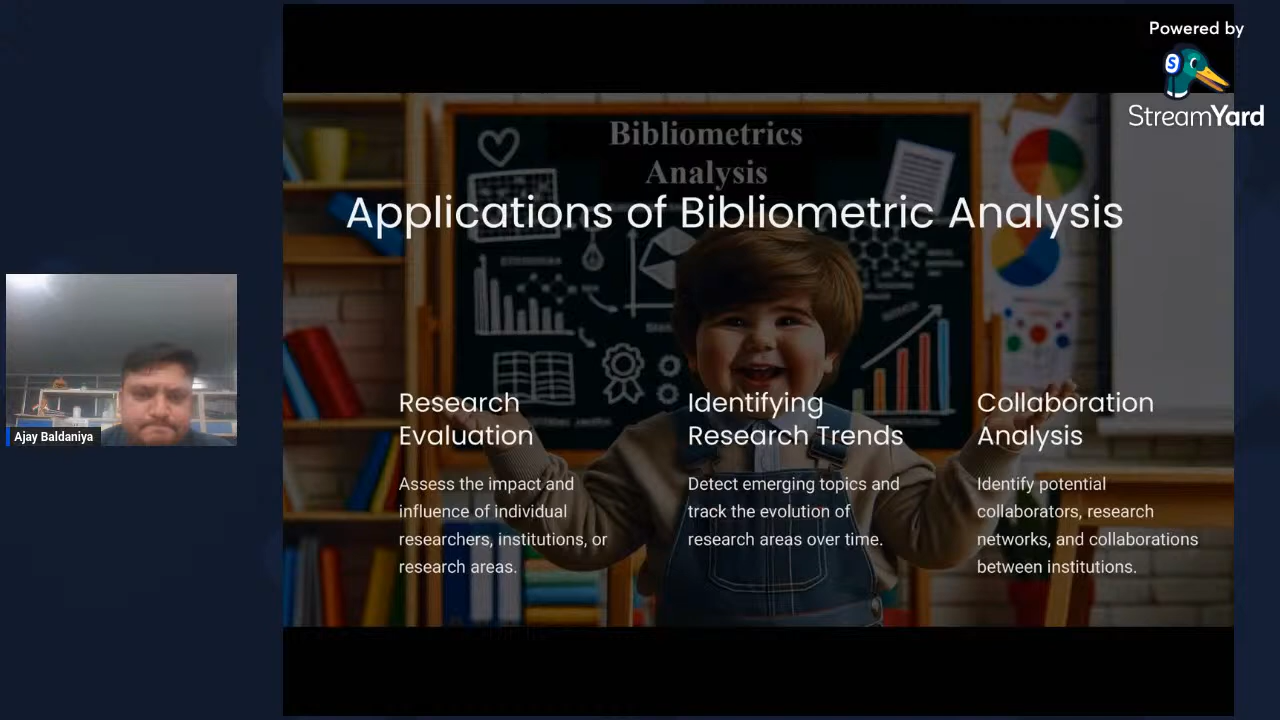 Powered by
StreamYard
Bibliometrics
Analysis
Applications of Bibliometric Analysis
Research
Evaluation
Assess the impact and
influence of individual
researchers, institutions, or
research areas.
Identifying
Research Trends
Detect emerging topics and
track the evolution of
research areas over time.
Collaboration
Analysis
Identify potential
collaborators, research
networks, and collaborations
between institutions.
Ajay Baldaniya